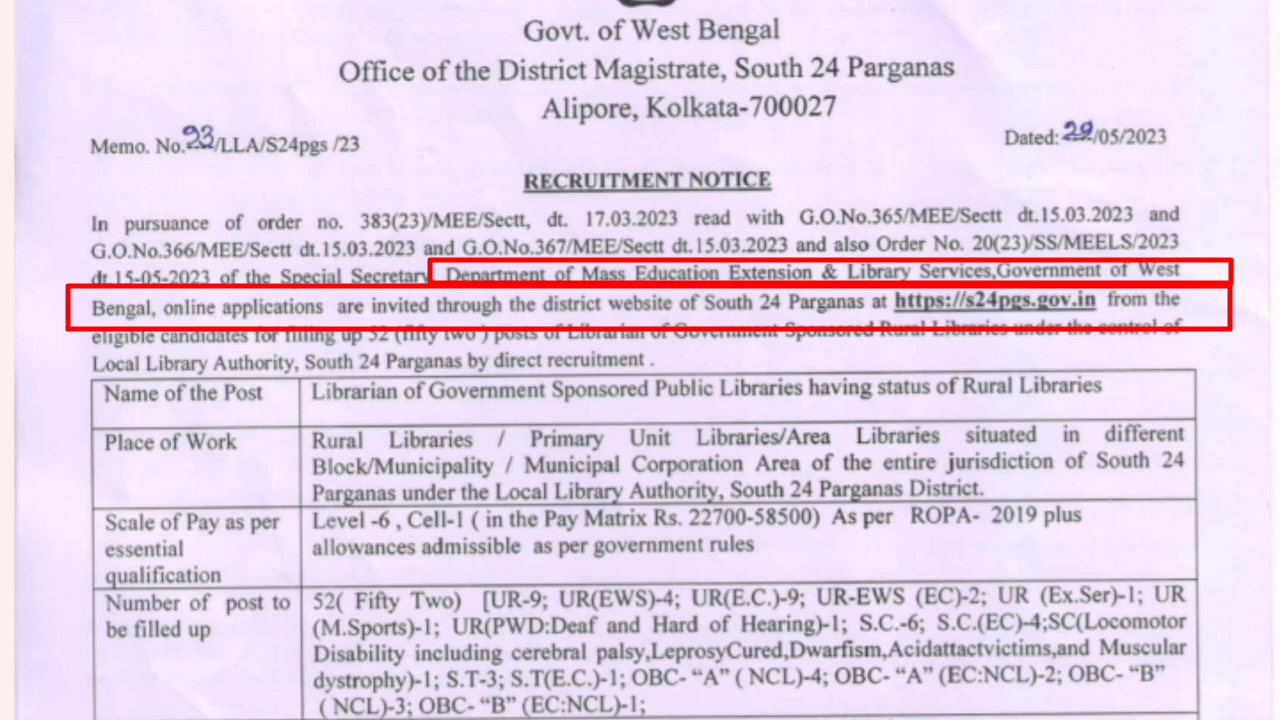 Govt. of West Bengal
Office of the District Magistrate, South 24 Parganas
Alipore, Kolkata-700027
Memo. No.23/LLA/S24pgs /23
Dated: 29/05/2023
RECRUITMENT NOTICE
In pursuance of order no. 383(23)/MEE/Sectt, dt. 17.03.2023 read with G.O.No.365/MEE/Sectt dt.15.03.2023 and
G.O.No.366/MEE/Sectt dt.15.03.2023 and G.O.No.367/MEE/Sectt dt.15.03.2023 and also Order No. 20(23)/SS/MEELS/2023
dt.15-05-2023 of the Special Secretary Department of Mass Education Extension & Library Services,Government of West
Bengal, online applications are invited through the district website of South 24 Parganas at https://s24pgs.gov.in from the
eligible candidates for filling up 52 (fifty two ) posts of Librarian of Government Sponsored Rural Libraries under the control of
Local Library Authority, South 24 Parganas by direct recruitment .
Name of the Post
Librarian of Government Sponsored Public Libraries having status of Rural Libraries
Place of Work
Rural Libraries / Primary Unit Libraries/Area Libraries situated in different
Block/Municipality / Municipal Corporation Area of the entire jurisdiction of South 24
Parganas under the Local Library Authority, South 24 Parganas District.
Scale of Pay as per
essential
qualification
Level -6 , Cell-1 ( in the Pay Matrix Rs. 22700-58500) As per ROPA- 2019 plus
allowances admissible as per government rules
Number of post to
be filled up
52( Fifty Two) [UR-9; UR(EWS)-4; UR(E.C.)-9; UR-EWS (EC)-2; UR (Ex.Ser)-1; UR
(M.Sports)-1; UR(PWD:Deaf and Hard of Hearing)-1; S.C.-6; S.C.(EC)-4;SC(Locomotor
Disability including cerebral palsy,LeprosyCured,Dwarfism,Acidattactvictims,and Muscular
dystrophy)-1; S.T-3; S.T(E.C.)-1; OBC- “A” ( NCL)-4; OBC- “A” (EC:NCL)-2; OBC- “B”
( NCL)-3; OBC- “B” (EC:NCL)-1;